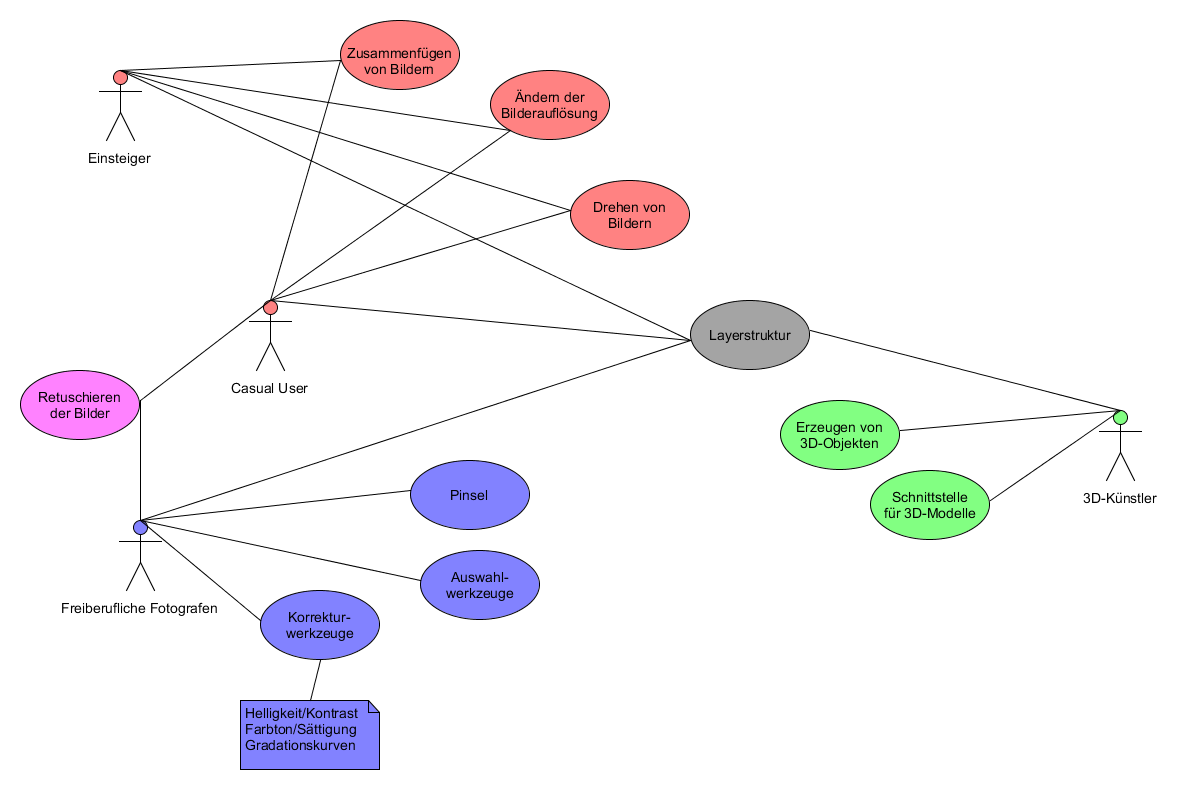 Zusammenfügen
von Bildern
Ändern der
Bilderauflösung
Einsteiger
Drehen von
Bildern
Layerstruktur
Casual User
Retuschieren
der Bilder
Erzeugen von
3D-Objekten
Schnittstelle
für 3D-Modelle
3D-Künstler
Pinsel
Auswahl-
werkzeuge
Freiberufliche Fotografen
Korrektur-
werkzeuge
Helligkeit/Kontrast
Farbton/Sättigung
Gradationskurven